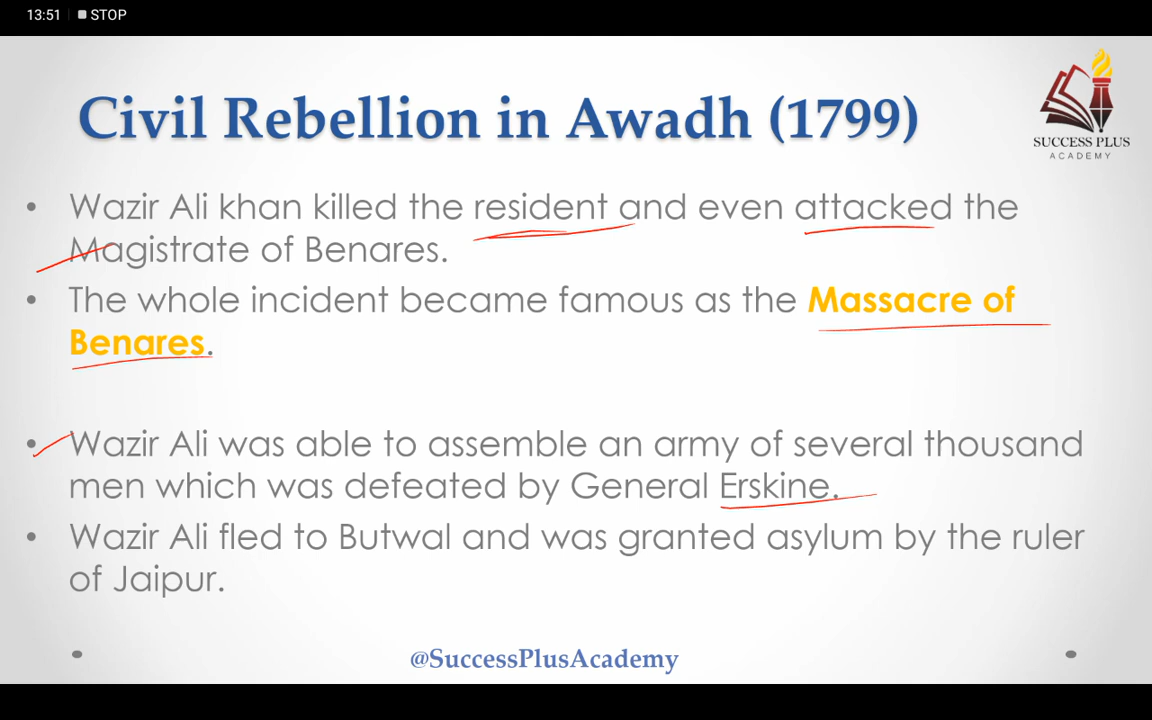 13:51 STOP
Civil Rebellion in Awadh (1799)
SUCCESS PLUS
ACADEMY
• Wazir Ali khan killed the resident and even attacked the
Magistrate of Benares.
• The whole incident became famous as the Massacre of
Benares.
• Wazir Ali was able to assemble an army of several thousand
men which was defeated by General Erskine.
• Wazir Ali fled to Butwal and was granted asylum by the ruler
of Jaipur.
@SuccessPlusAcademy